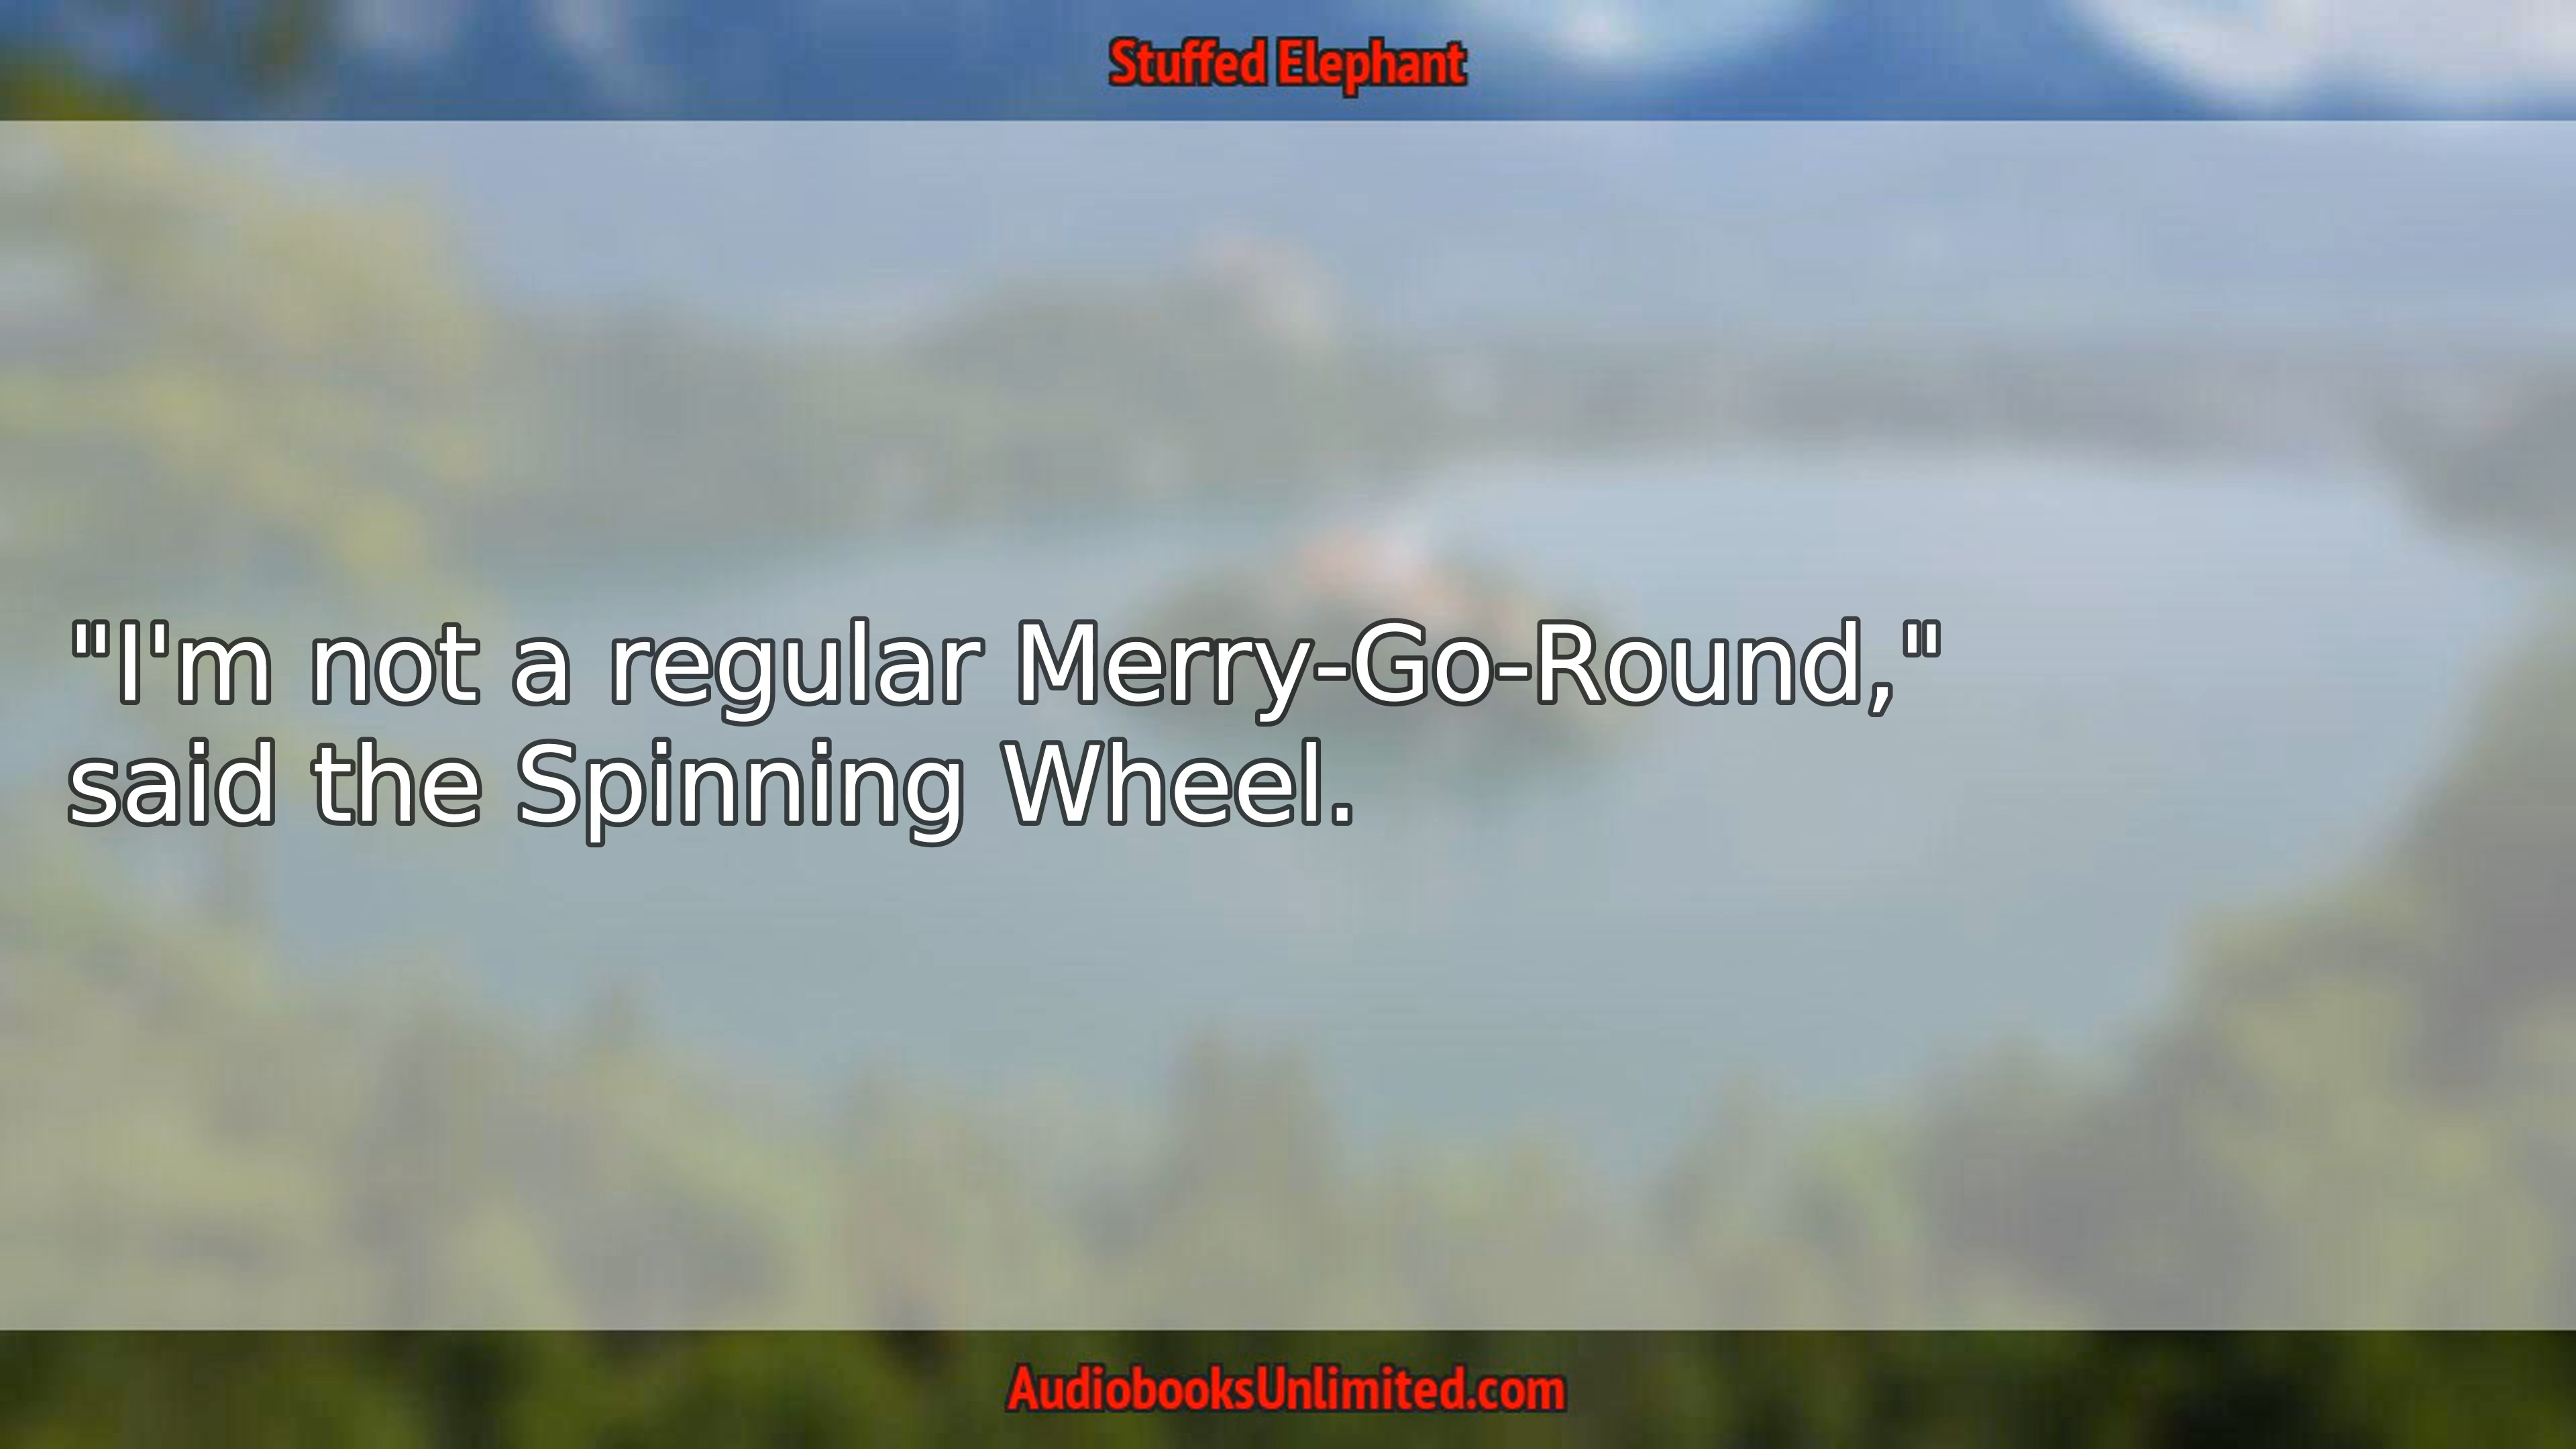 Stuffed Elephant
"I'm not a regular Merry-Go-Round,"
said the Spinning Wheel.
AudiobooksUnlimited.com